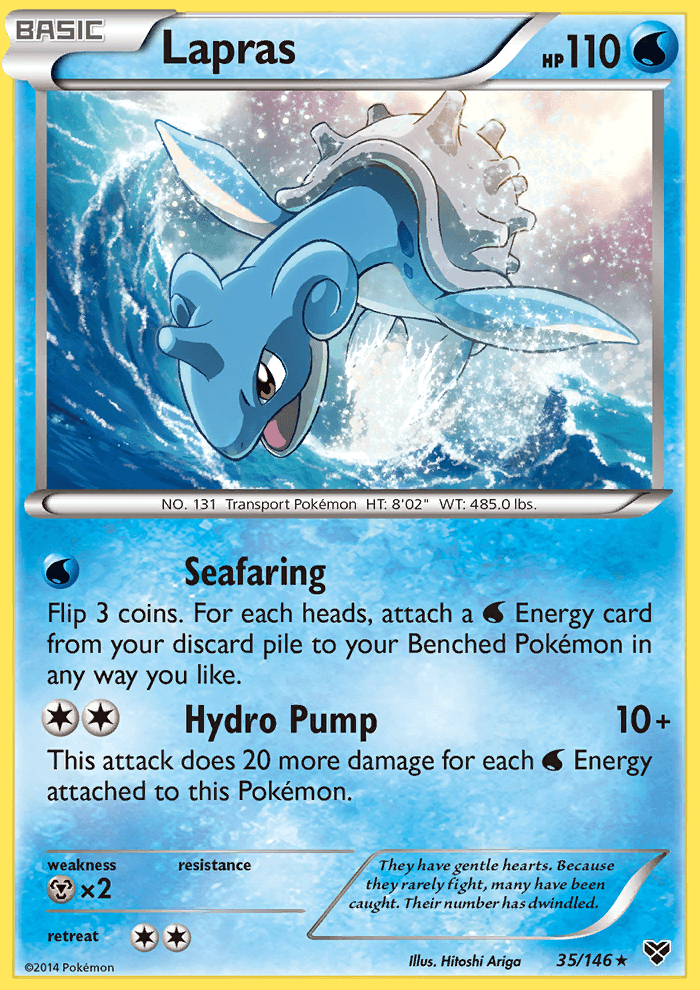 BASIC
Lapras
HP110
NO. 131 Transport Pokémon HT: 8'02" WT: 485.0 lbs.
Seafaring
Flip 3 coins. For each heads, attach a Energy card
from your discard pile to your Benched Pokémon in
any way you like.
Hydro Pump 10+
This attack does 20 more damage for each Energy
attached to this Pokémon.
weakness resistance
×2
They have gentle hearts. Because
they rarely fight, many have been
caught. Their number has dwindled.
retreat
©2014 Pokémon
Illus. Hitoshi Ariga 35/146 ★